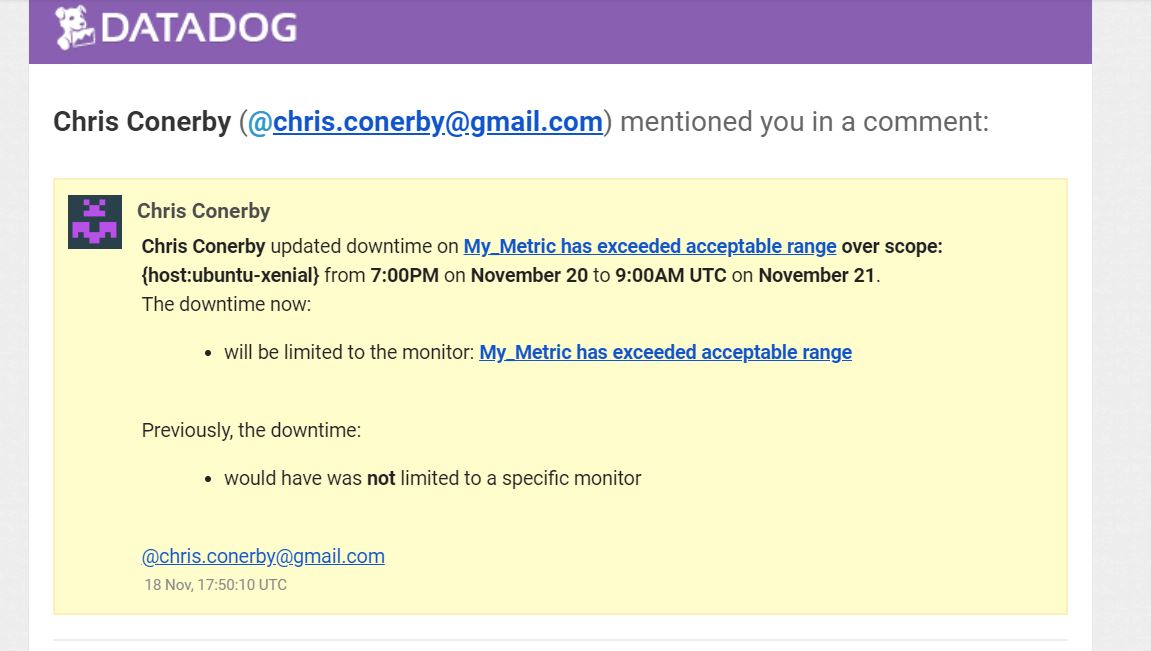 DATADOG
Chris Conerby (@chris.conerby@gmail.com) mentioned you in a comment:
Chris Conerby
Chris Conerby updated downtime on My_Metric has exceeded acceptable range over scope:
{host:ubuntu-xenial} from 7:00PM on November 20 to 9:00AM UTC on November 21.
The downtime now:
• will be limited to the monitor: My_Metric has exceeded acceptable range
Previously, the downtime:
• would have was not limited to a specific monitor
@chris.conerby@gmail.com
18 Nov, 17:50:10 UTC